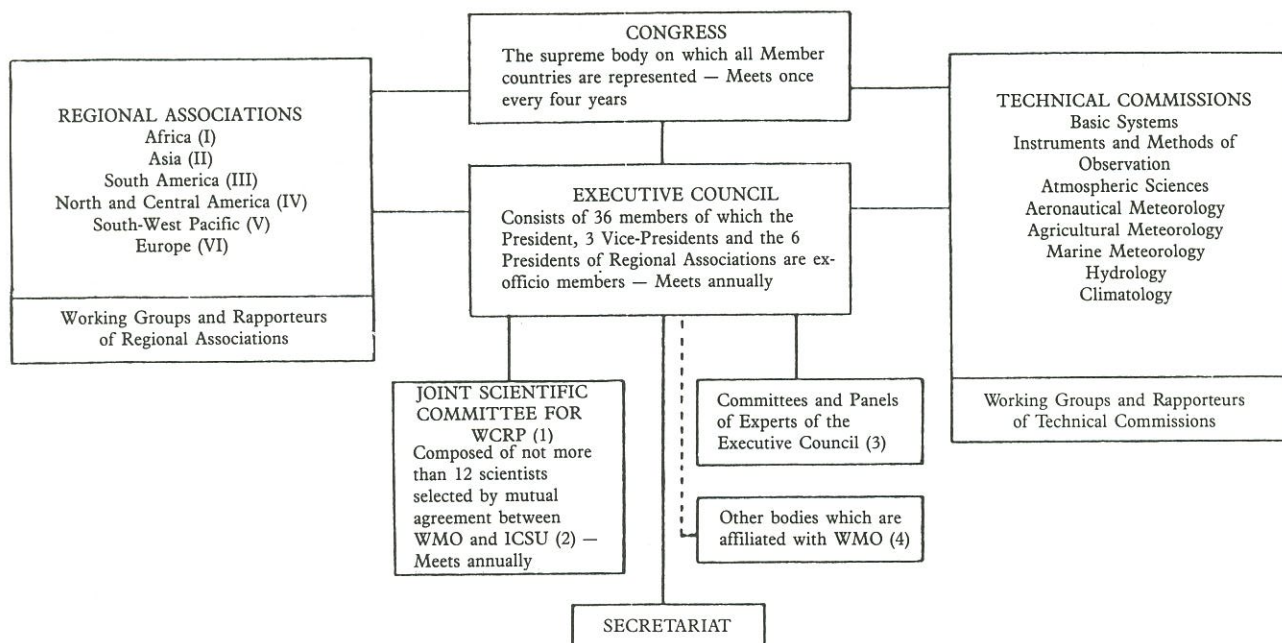 CONGRESS
The supreme body on which all Member
countries are represented — Meets once
every four years
REGIONAL ASSOCIATIONS
Africa (I)
Asia (II)
South America (III)
North and Central America (IV)
South-West Pacific (V)
Europe (VI)
Working Groups and Rapporteurs
of Regional Associations
EXECUTIVE COUNCIL
Consists of 36 members of which the
President, 3 Vice-Presidents and the 6
Presidents of Regional Associations are ex-
officio members — Meets annually
TECHNICAL COMMISSIONS
Basic Systems
Instruments and Methods of
Observation
Atmospheric Sciences
Aeronautical Meteorology
Agricultural Meteorology
Marine Meteorology
Hydrology
Climatology
Working Groups and Rapporteurs
of Technical Commissions
JOINT SCIENTIFIC
COMMITTEE FOR
WCRP (1)
Composed of not more
than 12 scientists
selected by mutual
agreement between
WMO and ICSU (2) —
Meets annually
Committees and Panels
of Experts of the
Executive Council (3)
Other bodies which are
affiliated with WMO (4)
SECRETARIAT